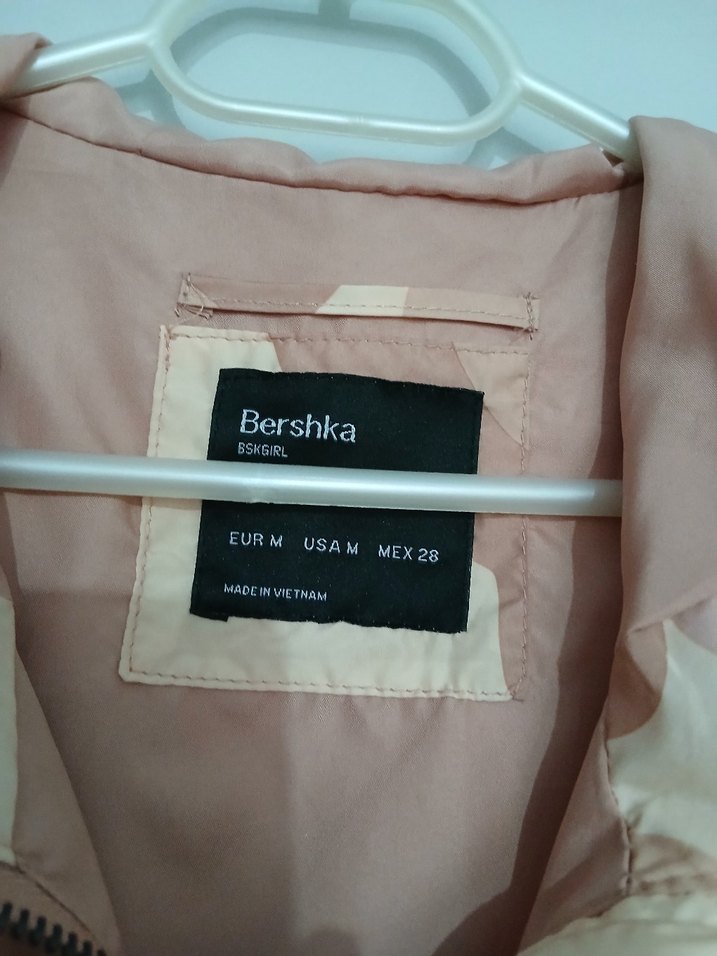 Bershka
BSKGIRL
EUR M USA M MEX 28
MADE IN VIETNAM